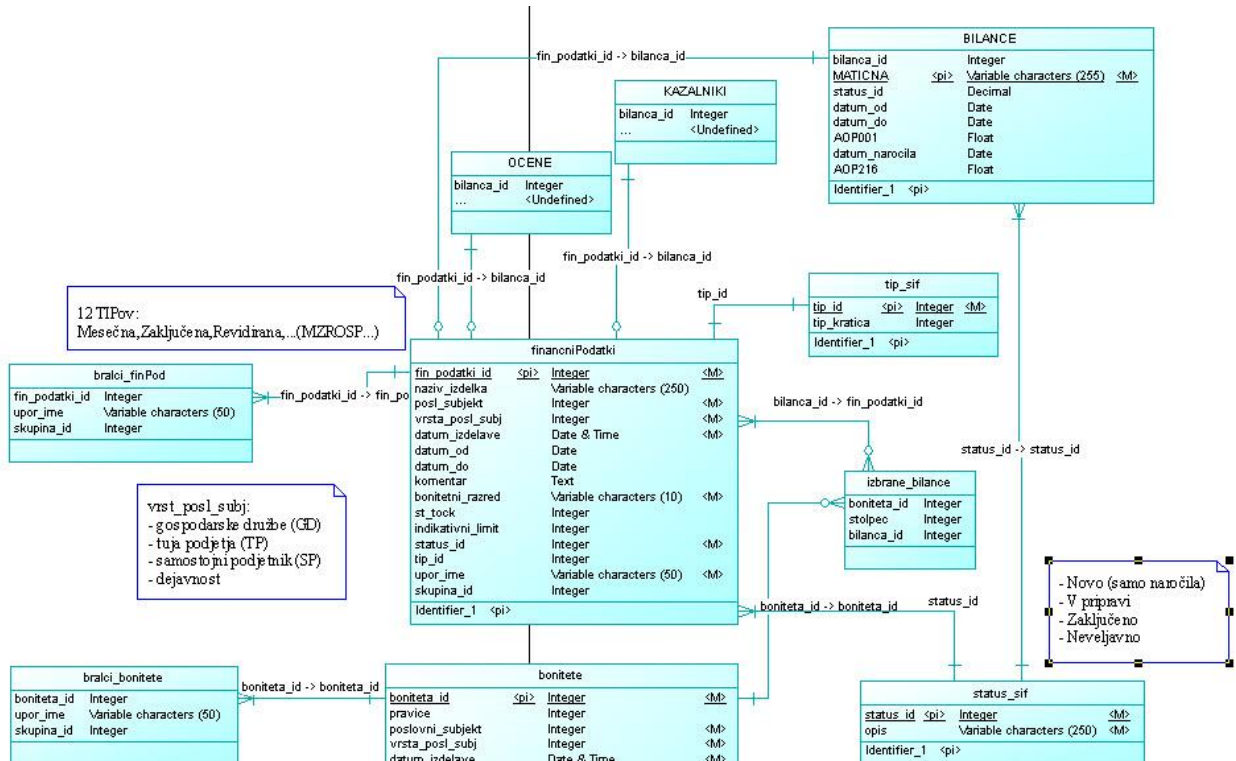 fin_podatki_id -> bilanca_id
BILANCE
bilanca_id Integer
MATICNA <pi> Variable characters (255) <M>
status_id Decimal
datum_od Date
datum_do Date
AOP001 Float
datum_narocila Date
AOP216 Float
Identifier_1 <pi>
KAZALNIKI
bilanca_id Integer
... <Undefined>
OCENE
bilanca_id Integer
... <Undefined>
fin_podatki_id -> bilanca_id
fin_podatki_id -> bilanca_id
12 TIPov:
Mesečna,Zaključena,Revidirana,...(MZROSP...)
tip_id
tip_sif
tip_id <pi> Integer <M>
tip_kratica Integer
Identifier_1 <pi>
bralci_finPod
fin_podatki_id Integer
upor_ime Variable characters (50)
skupina_id Integer
fin_podatki_id -> fin_po
financniPodatki
fin_podatki_id <pi> Integer <M>
naziv_izdelka Variable characters (250)
posl_subjekt Integer <M>
vrsta_posl_subj Integer <M>
datum_izdelave Date & Time <M>
datum_od Date
datum_do Date
komentar Text
bonitetni_razred Variable characters (10) <M>
st_tock Integer
indikativni_limit Integer
status_id Integer <M>
tip_id Integer
upor_ime Variable characters (50) <M>
skupina_id Integer
Identifier_1 <pi>
bilanca_id -> fin_podatki_id
status_id -> status_id
izbrane_bilance
boniteta_id Integer
stolpec Integer
bilanca_id Integer
vrst_posl_subj:
- gospodarske družbe (GD)
- tuja podjetja (TP)
- samostojni podjetnik (SP)
- dejavnost
- Novo (samo naročila)
- V pripravi
- Zaključeno
- Neveljavno
boniteta_id -> boniteta_id
status_id
bralci_bonitete
boniteta_id Integer
upor_ime Variable characters (50)
skupina_id Integer
boniteta_id -> boniteta_id
bonitete
boniteta_id <pi> Integer <M>
pravice Integer
poslovni_subjekt Integer <M>
vrsta_posl_subj Integer <M>
datum_izdelave Date & Time <M>
status_sif
status_id <pi> Integer <M>
opis Variable characters (250) <M>
Identifier_1 <pi>